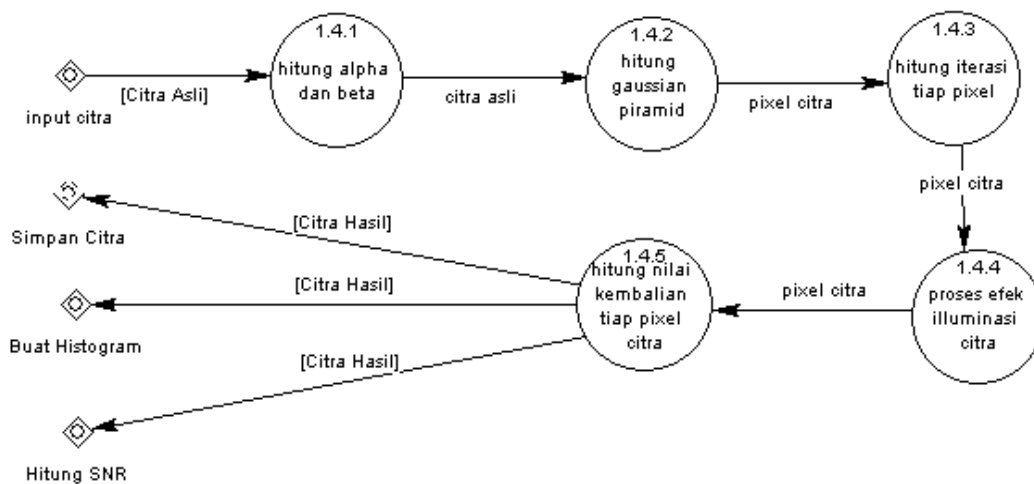 1.4.1
hitung alpha
dan beta
1.4.2
hitung
gaussian
piramid
1.4.3
hitung iterasi
tiap pixel
[Citra Asli]
citra asli
pixel citra
input citra
pixel citra
Simpan Citra
[Citra Hasil]
1.4.5
hitung nilai
kembalian
tiap pixel
citra
pixel citra
1.4.4
proses efek
illuminasi
citra
[Citra Hasil]
Buat Histogram
[Citra Hasil]
Hitung SNR